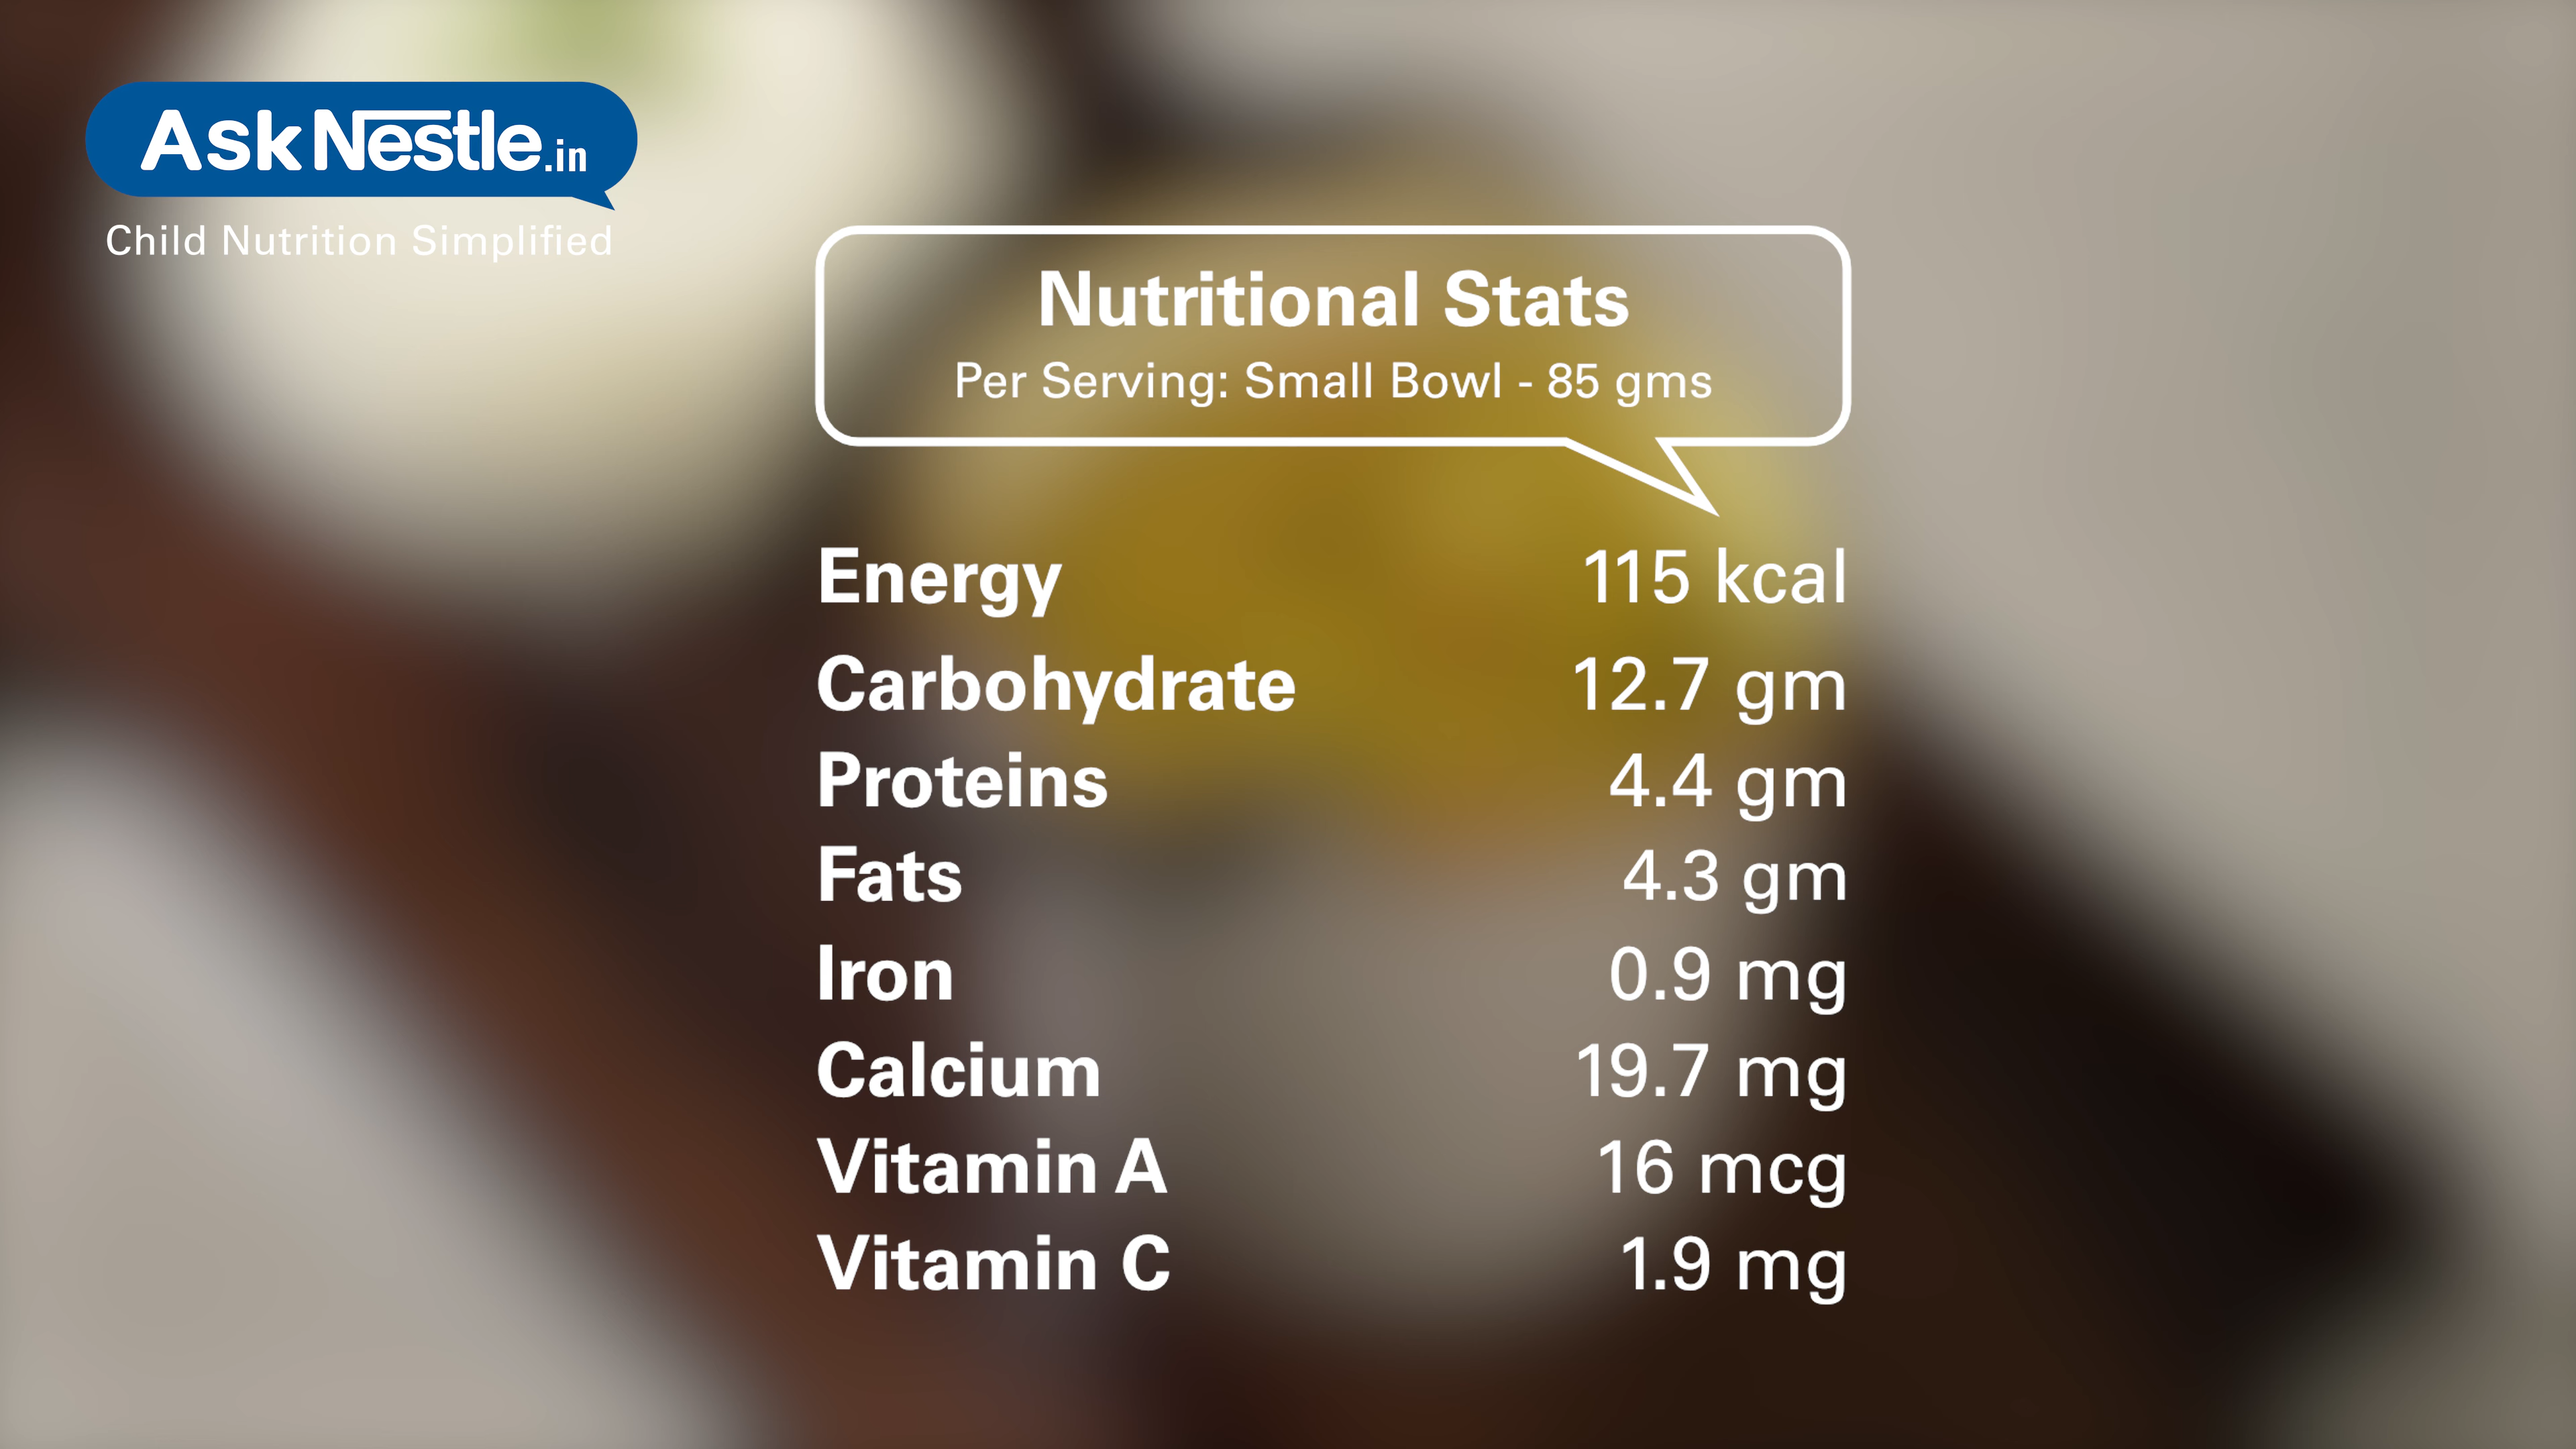 AskNestle.in
Child Nutrition Simplified
Nutritional Stats
Per Serving: Small Bowl - 85 gms
Energy 115 kcal
Carbohydrate 12.7 gm
Proteins 4.4 gm
Fats 4.3 gm
Iron 0.9 mg
Calcium 19.7 mg
Vitamin A 16 mcg
Vitamin C 1.9 mg